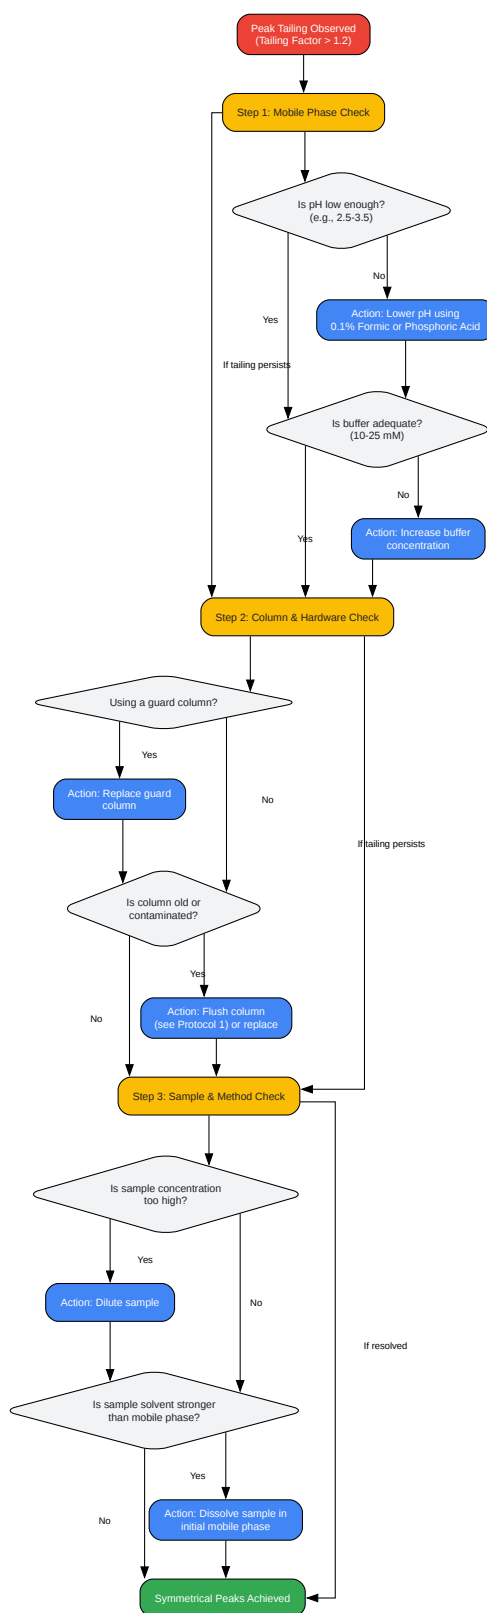 Peak Tailing Observed
(Tailing Factor > 1.2)
Step 1: Mobile Phase Check
Is pH low enough?
(e.g., 2.5-3.5)
No
Action: Lower pH using
0.1% Formic or Phosphoric Acid
Yes
If tailing persists
Is buffer adequate?
(10-25 mM)
No
Action: Increase buffer
concentration
Yes
Step 2: Column & Hardware Check
Using a guard column?
Yes
Action: Replace guard
column
No
If tailing persists
Is column old or
contaminated?
Yes
Action: Flush column
(see Protocol 1) or replace
No
Step 3: Sample & Method Check
Is sample concentration
too high?
Yes
Action: Dilute sample
No
If resolved
Is sample solvent stronger
than mobile phase?
Yes
Action: Dissolve sample in
initial mobile phase
No
Symmetrical Peaks Achieved